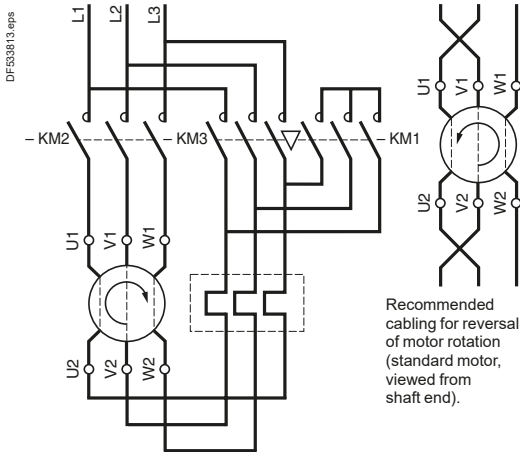 DF533813.eps
L1
L2
L3
– KM2
– KM3
– KM1
U1
V1
W1
U2
V2
W2
U1
V1
W1
U2
V2
W2
Recommended
cabling for reversal
of motor rotation
(standard motor,
viewed from
shaft end).